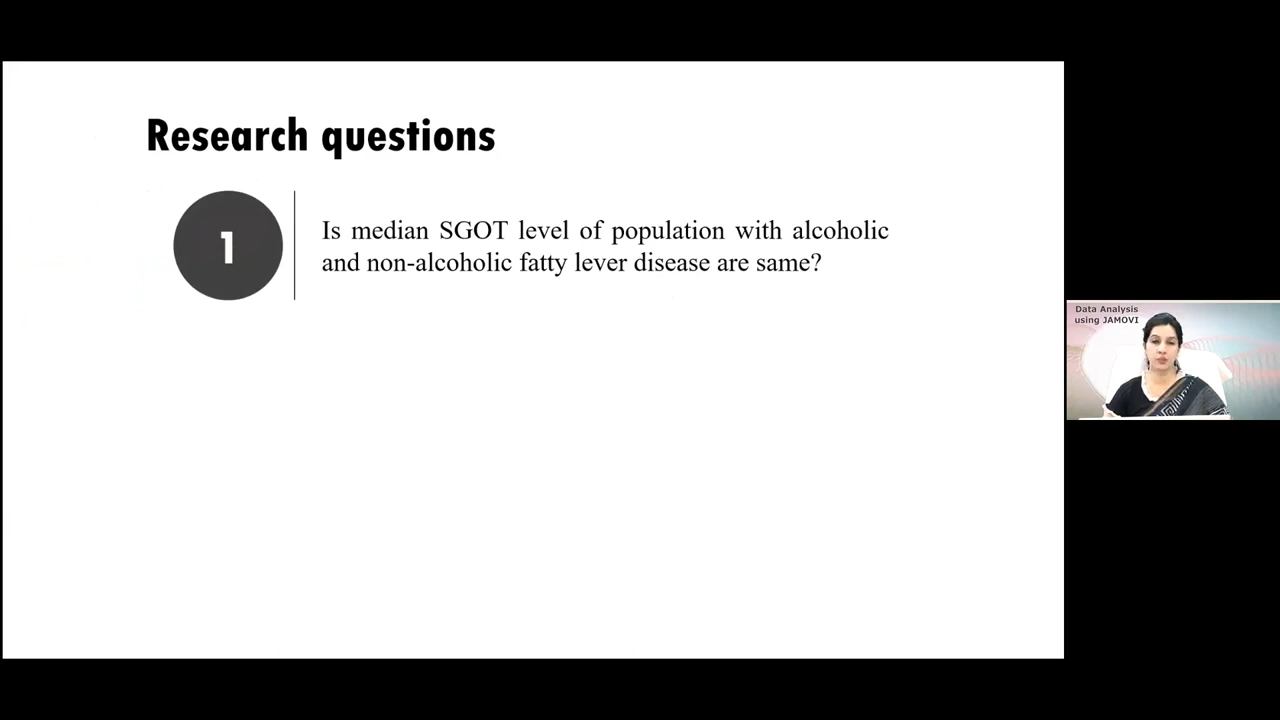 Research questions
1
Is median SGOT level of population with alcoholic
and non-alcoholic fatty lever disease are same?
Data Analysis
using JAMOVI